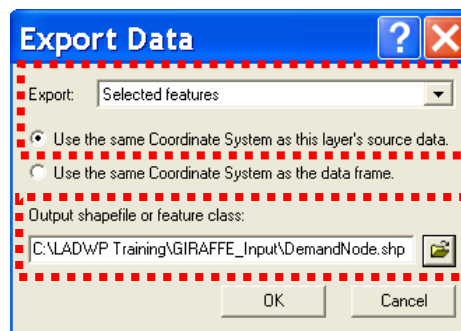 Export Data
Export: Selected features
Use the same Coordinate System as this layer's source data.
Use the same Coordinate System as the data frame.
Output shapefile or feature class:
C:\LADWP Training\GIRAFFE_Input\DemandNode.shp
OK Cancel